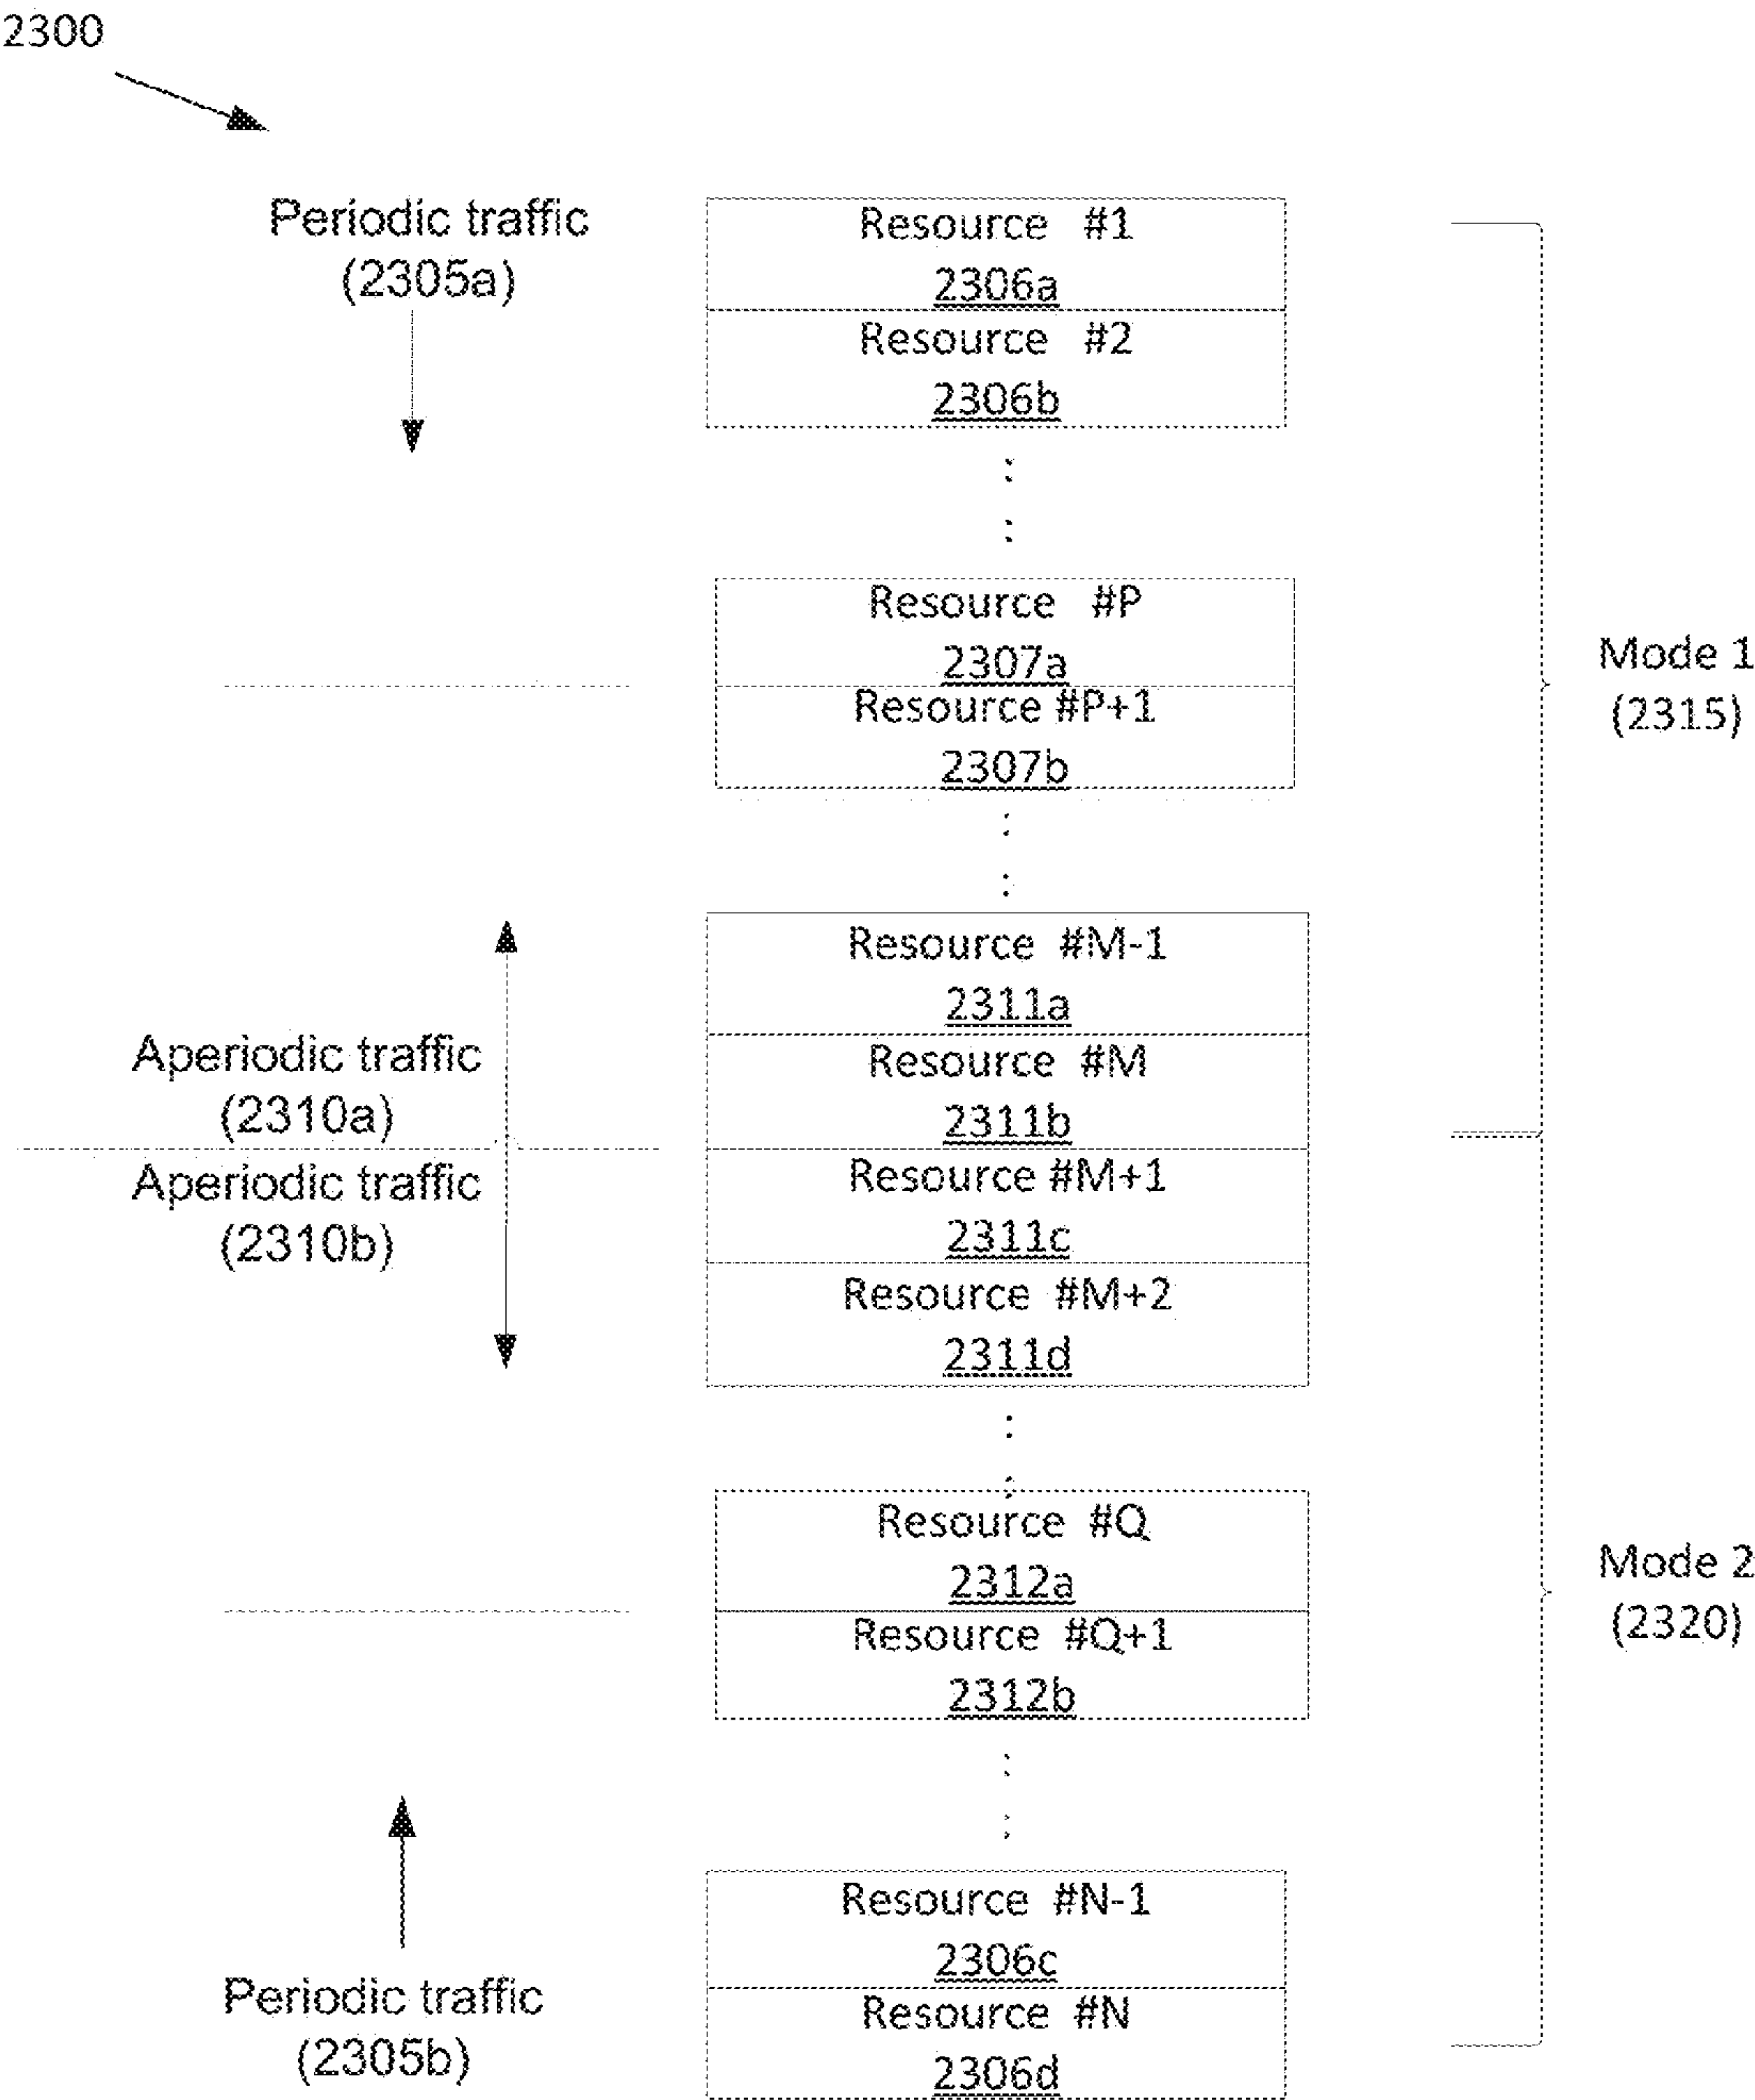 2300
Periodic traffic
(2305a)
Resource #1
2306a
Resource #2
2306b
Resource #P
2307a
Resource #P+1
2307b
Mode 1
(2315)
Resource #M-1
2311a
Aperiodic traffic
(2310a)
Resource #M
2311b
Aperiodic traffic
(2310b)
Resource #M+1
2311c
Resource #M+2
2311d
Resource #Q
2312a
Resource #Q+1
2312b
Mode 2
(2320)
Resource #N-1
2306c
Periodic traffic
(2305b)
Resource #N
2306d